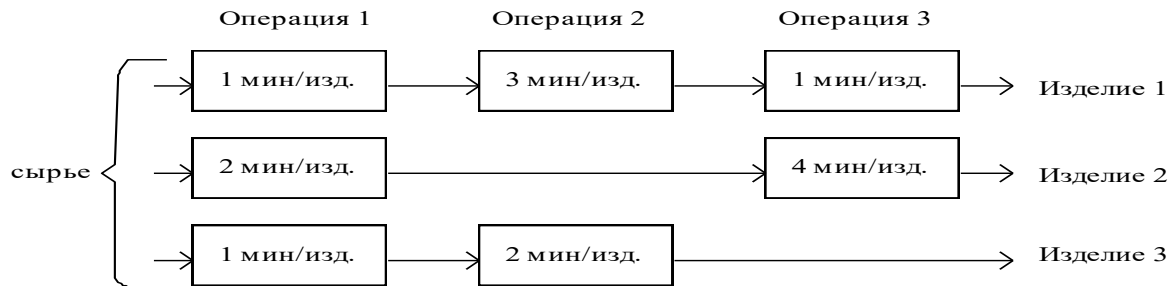 Операция 1 Операция 2 Операция 3
1 мин/изд. 3 мин/изд. 1 мин/изд. Изделие 1
сырье 2 мин/изд. 4 мин/изд. Изделие 2
1 мин/изд. 2 мин/изд. Изделие 3